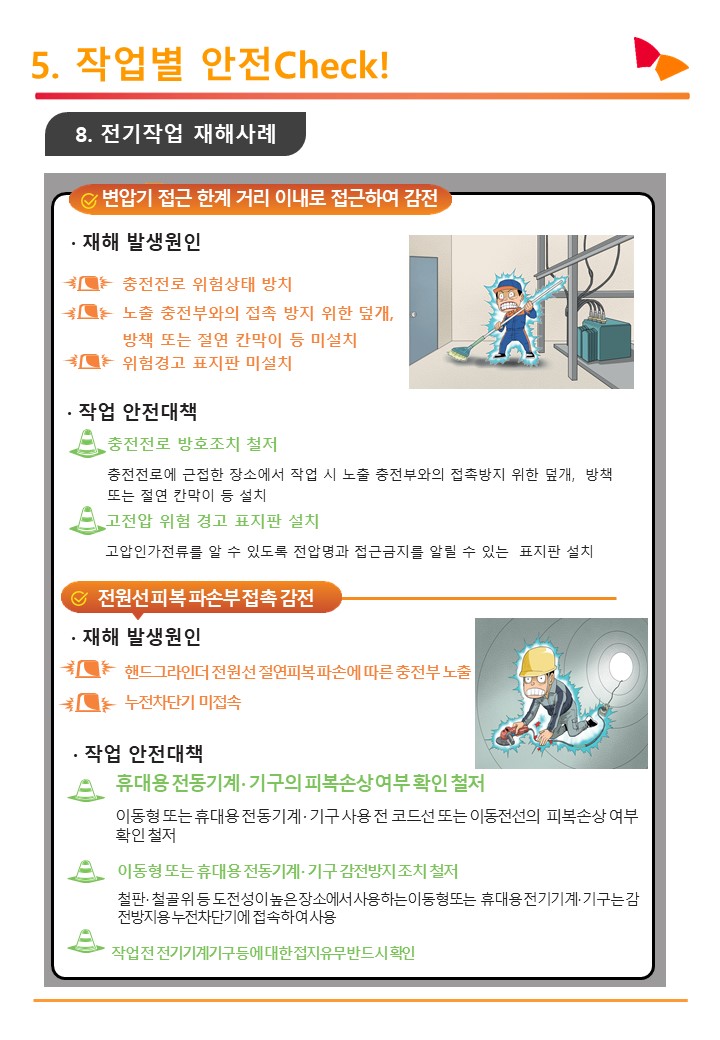 5. 작업별 안전Check!
8. 전기작업 재해사례
변압기 접근 한계 거리 이내로 접근하여 감전
· 재해 발생원인
충전전로 위험상태 방치
노출 충전부와의 접촉 방지 위한 덮개,
방책 또는 절연 칸막이 등 미설치
위험경고 표지판 미설치
· 작업 안전대책
충전전로 방호조치 철저
충전전로에 근접한 장소에서 작업 시 노출 충전부와의 접촉방지 위한 덮개, 방책
또는 절연 칸막이 등 설치
고전압 위험 경고 표지판 설치
고압인가전류를 알 수 있도록 전압명과 접근금지를 알릴 수 있는 표지판 설치
전원선 피복 파손부 접촉 감전
· 재해 발생원인
핸드그라인더 전원선 절연피복 파손에 따른 충전부 노출
누전차단기 미접속
· 작업 안전대책
휴대용 전동기계· 기구의 피복손상 여부 확인 철저
이동형 또는 휴대용 전동기계· 기구 사용 전 코드선 또는 이동전선의 피복손상 여부
확인 철저
이동형 또는 휴대용 전동기계· 기구 감전방지 조치 철저
철판· 철골 위 등 도전성이 높은 장소에서 사용하는 이동형또는 휴대용 전기기계· 기구는 감
전방지용 누전차단기에 접속하여 사용
작업 전 전기기계기구 등에 대한 접지유무 반드시 확인